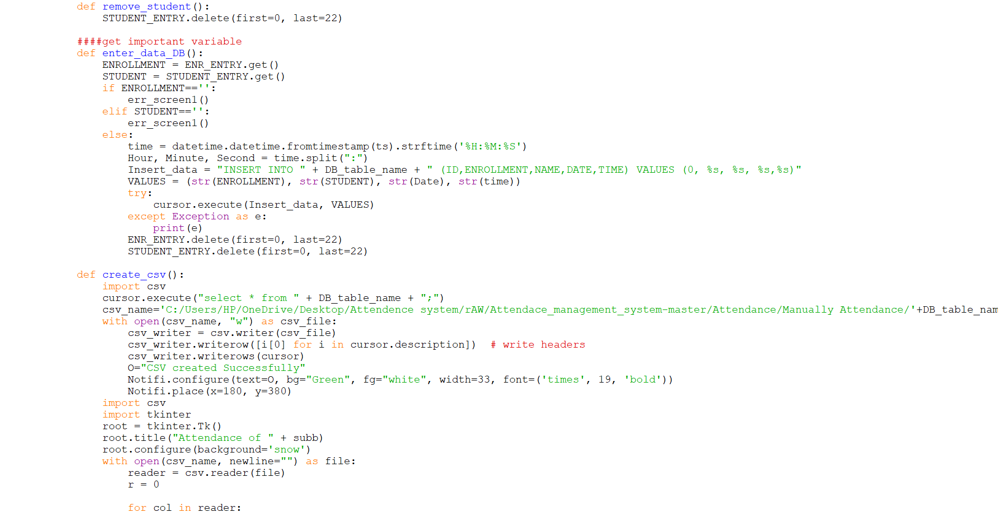 def remove_student():
    STUDENT_ENTRY.delete(first=0, last=22)

####get important variable
def enter_data_DB():
    ENROLLMENT = ENR_ENTRY.get()
    STUDENT = STUDENT_ENTRY.get()
    if ENROLLMENT=='':
        err_screen1()
    elif STUDENT=='':
        err_screen1()
    else:
        time = datetime.datetime.fromtimestamp(ts).strftime('%H:%M:%S')
        Hour, Minute, Second = time.split(":")
        Insert_data = "INSERT INTO " + DB_table_name + " (ID,ENROLLMENT,NAME,DATE,TIME) VALUES (0, %s, %s, %s,%s)"
        VALUES = (str(ENROLLMENT), str(STUDENT), str(Date), str(time))
        try:
            cursor.execute(Insert_data, VALUES)
        except Exception as e:
            print(e)
        ENR_ENTRY.delete(first=0, last=22)
        STUDENT_ENTRY.delete(first=0, last=22)

def create_csv():
    import csv
    cursor.execute("select * from " + DB_table_name + ";")
    csv_name='C:/Users/HP/OneDrive/Desktop/Attendence system/rAW/Attendace_management_system-master/Attendance/Manually Attendance/'+DB_table_nam
    with open(csv_name, "w") as csv_file:
        csv_writer = csv.writer(csv_file)
        csv_writer.writerow([i[0] for i in cursor.description])  # write headers
        csv_writer.writerows(cursor)
        O="CSV created Successfully"
        Notifi.configure(text=O, bg="Green", fg="white", width=33, font=('times', 19, 'bold'))
        Notifi.place(x=180, y=380)
    import csv
    import tkinter
    root = tkinter.Tk()
    root.title("Attendance of " + subb)
    root.configure(background='snow')
    with open(csv_name, newline="") as file:
        reader = csv.reader(file)
        r = 0

        for col in reader: